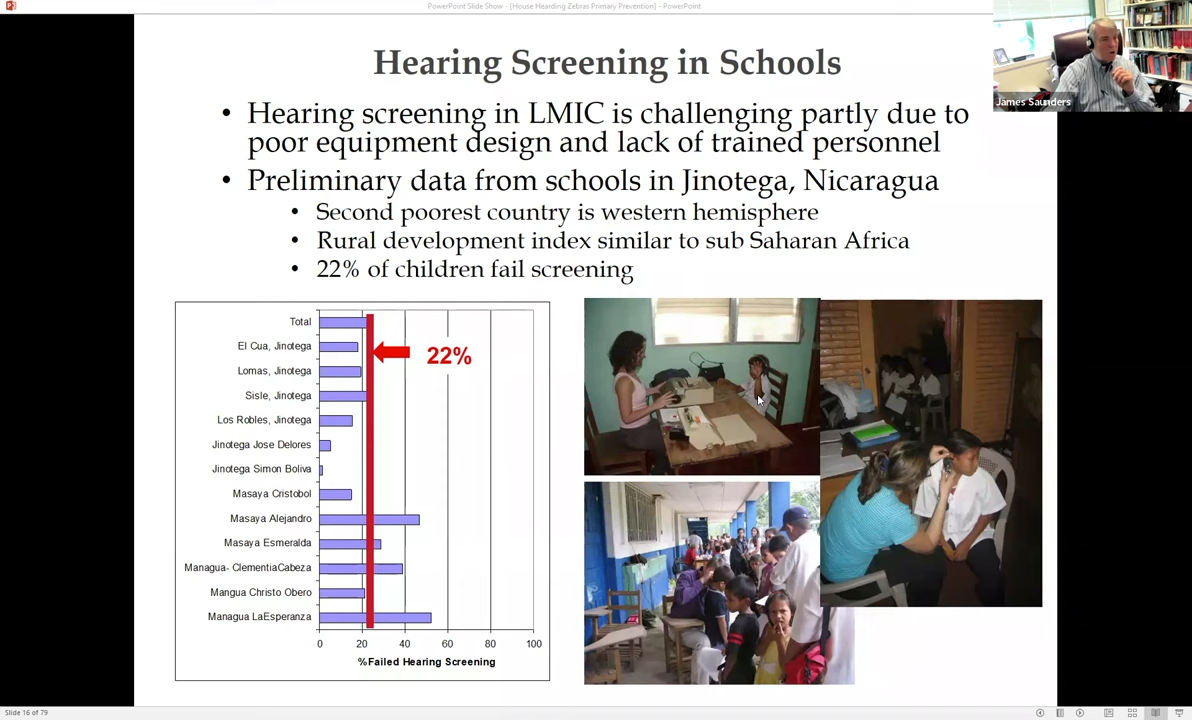 PowerPoint Slide Show - [House Hearding Zebras Primary Prevention] - PowerPoint
Hearing Screening in Schools
James Saunders
• Hearing screening in LMIC is challenging partly due to
poor equipment design and lack of trained personnel
• Preliminary data from schools in Jinotega, Nicaragua
• Second poorest country is western hemisphere
• Rural development index similar to sub Saharan Africa
• 22% of children fail screening
Total
El Cua, Jinotega
22%
Lomas, Jinotega
Sisle, Jinotega
Los Robles, Jinotega
Jinotega Jose Delores
Jinotega Simon Boliva
Masaya Cristobol
Masaya Alejandro
Masaya Esmeralda
Managua- ClementiaCabeza
Mangua Christo Obero
Managua LaEsperanza
0 20 40 60 80 100
%Failed Hearing Screening
Slide 16 of 79